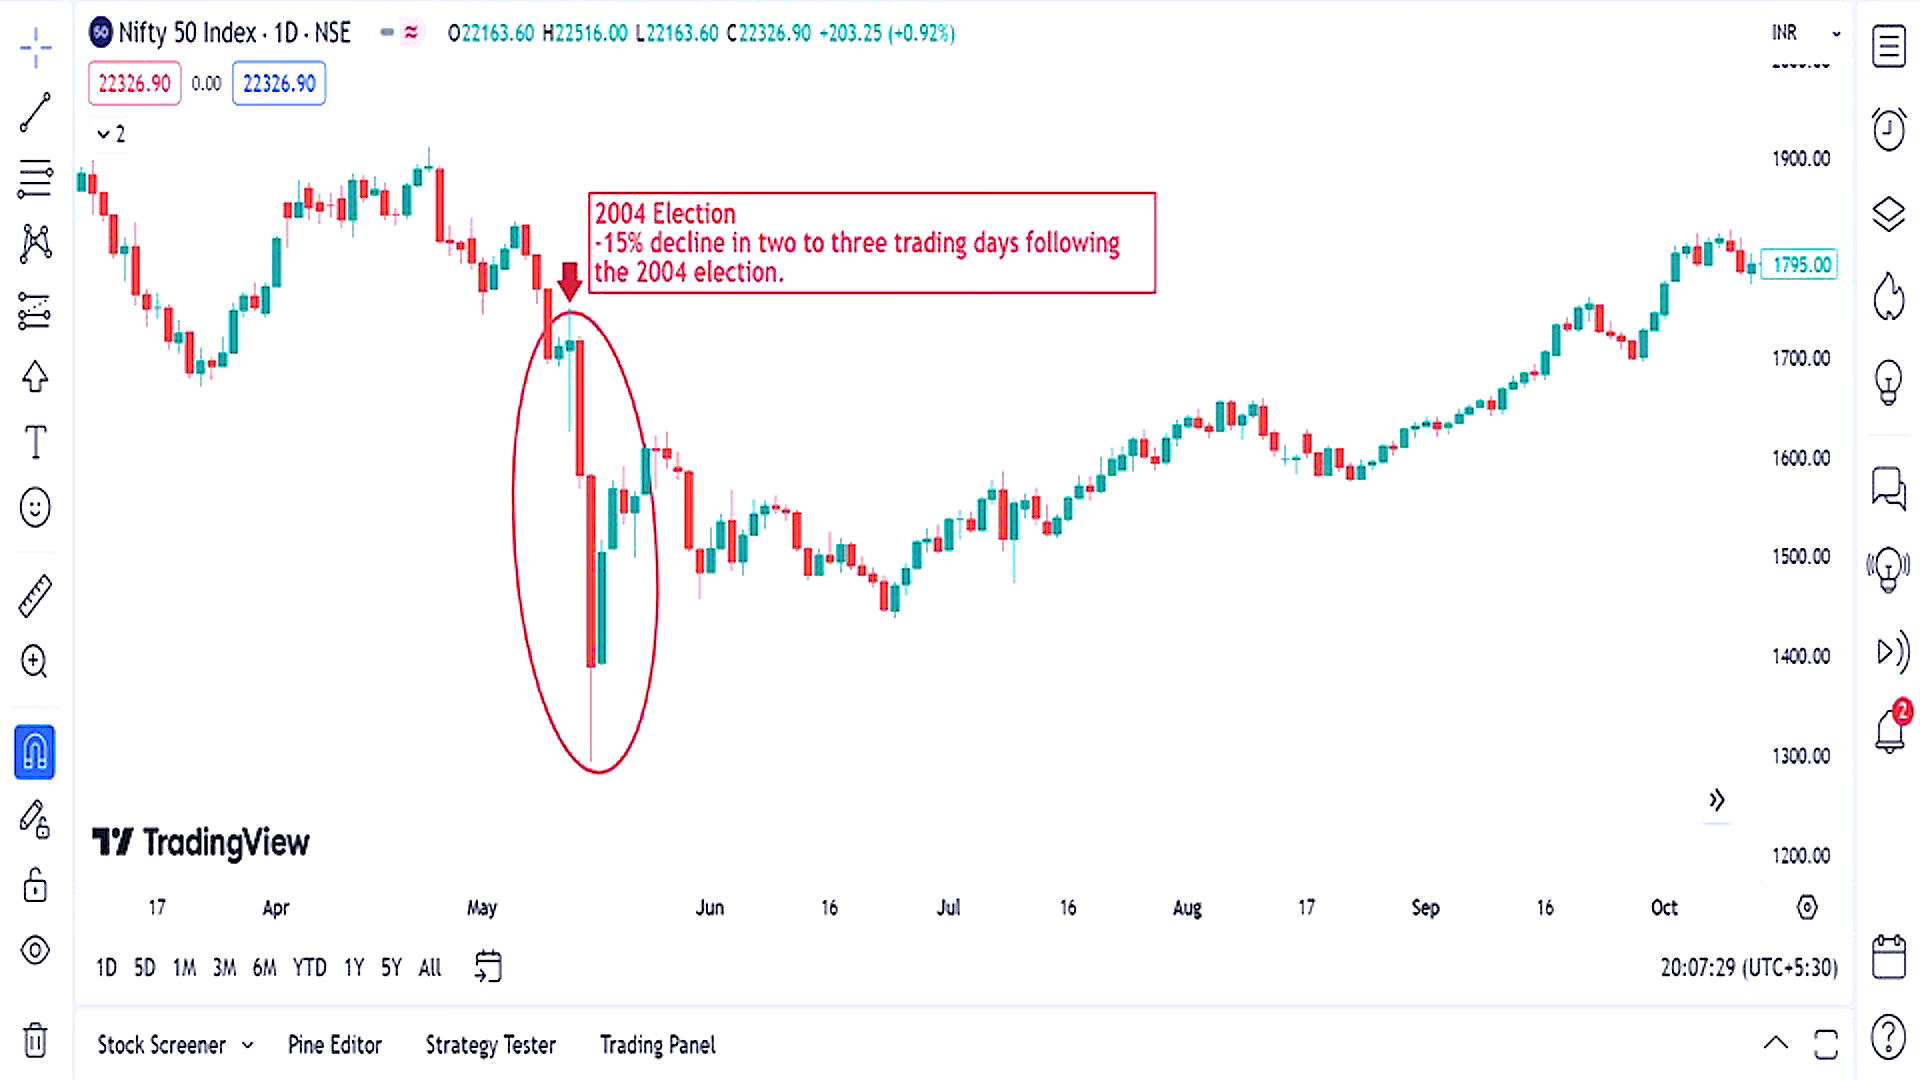 50 Nifty 50 Index · 1D · NSE O22163.60 H22516.00 L22163.60 C22326.90 +203.25 (+0.92%) INR
22326.90 0.00 22326.90
2
1900.00
2004 Election
-15% decline in two to three trading days following
the 2004 election.
1795.00
1700.00
1600.00
1500.00
1400.00
1300.00
1200.00
TradingView
17 Apr May Jun 16 Jul 16 Aug 17 Sep 16 Oct
1D 5D 1M 3M 6M YTD 1Y 5Y All 20:07:29 (UTC+5:30)
Stock Screener Pine Editor Strategy Tester Trading Panel
T
2